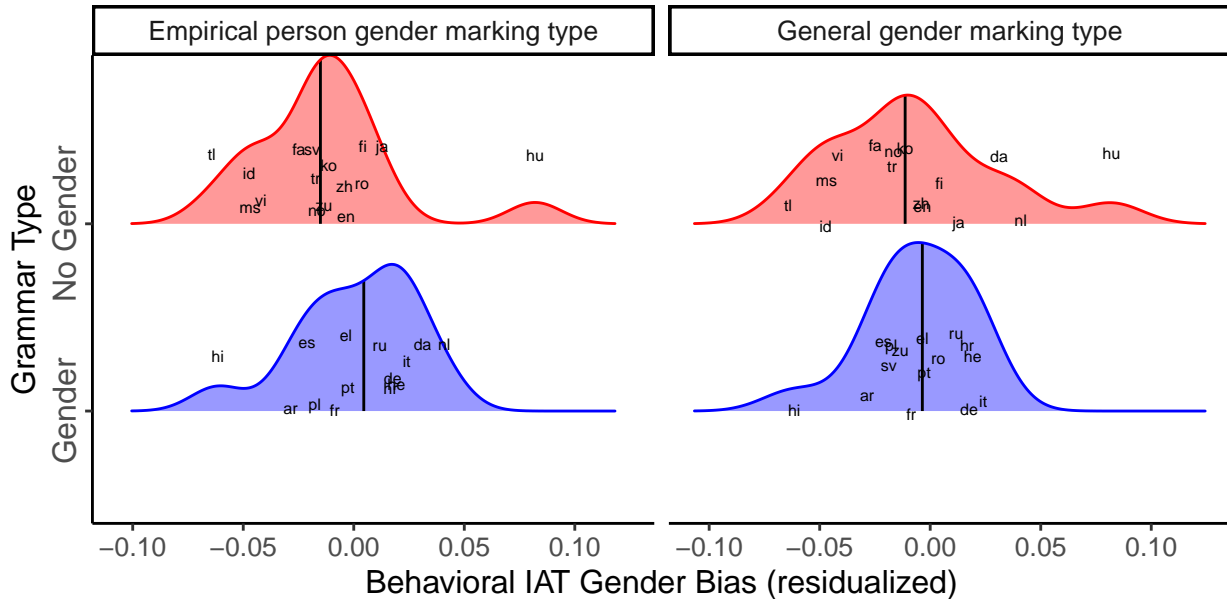 Empirical person gender marking type
General gender marking type
Grammar Type
No Gender
Gender
tl
fa
sv
fi
ja
hu
id
ko
tr
zh
ro
ms
vi
no
zu
en
vi
fa
no
ko
da
hu
ms
tr
fi
tl
zh
en
id
ja
nl
hi
es
el
ru
da
nl
it
de
he
hr
pt
ar
pl
fr
es
pl
zu
el
ru
hr
he
sv
ro
pt
ar
hi
fr
de
it
−0.10
−0.05
0.00
0.05
0.10
−0.10
−0.05
0.00
0.05
0.10
Behavioral IAT Gender Bias (residualized)